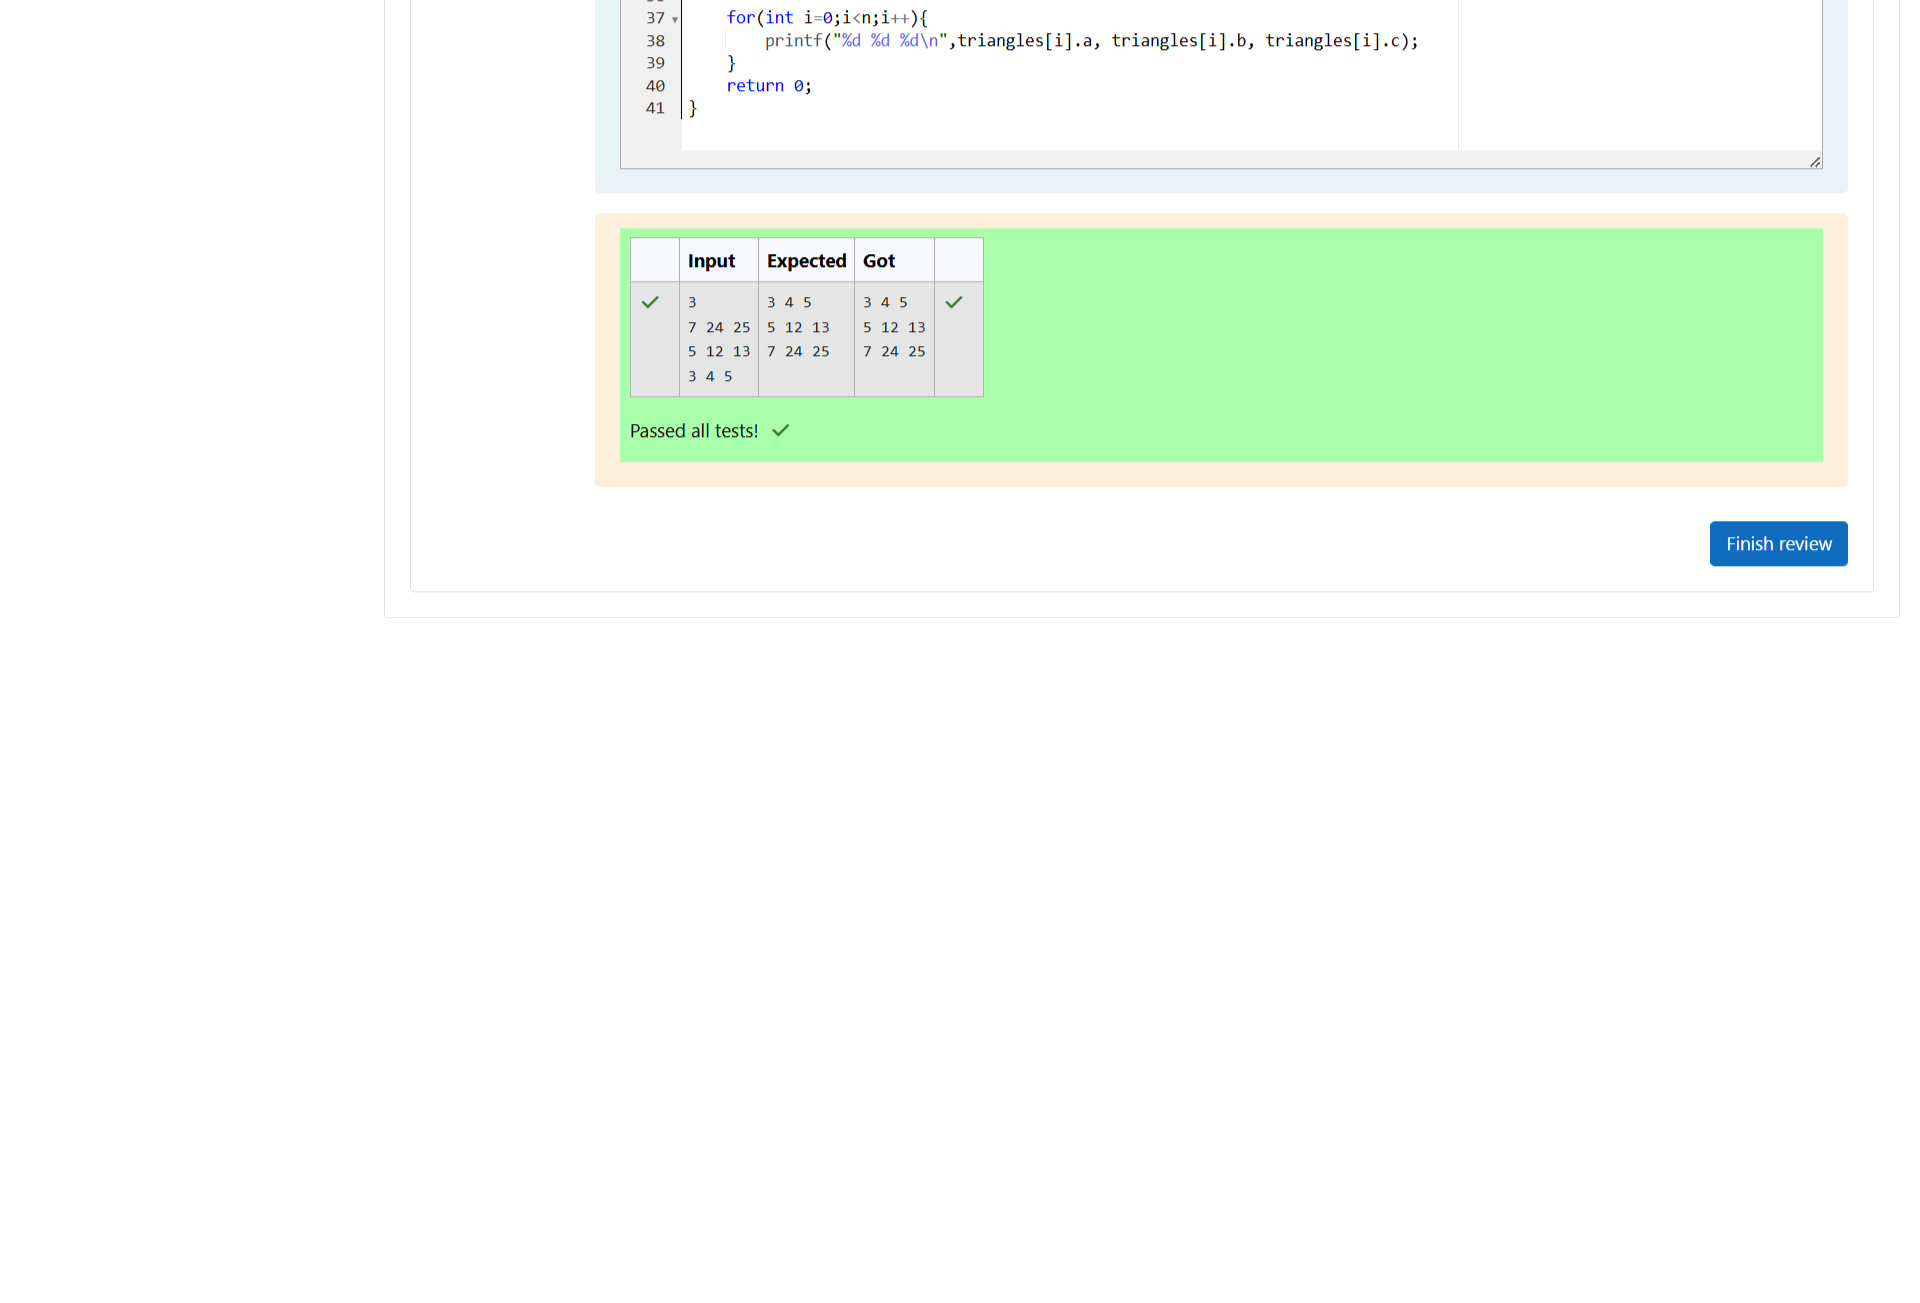 37 for(int i=0;i<n;i++){
38 printf("%d %d %d\n",triangles[i].a, triangles[i].b, triangles[i].c);
39 }
40 return 0;
41 }
Input Expected Got
3 3 4 5 3 4 5
7 24 25 5 12 13 5 12 13
5 12 13 7 24 25 7 24 25
3 4 5
Passed all tests!
Finish review